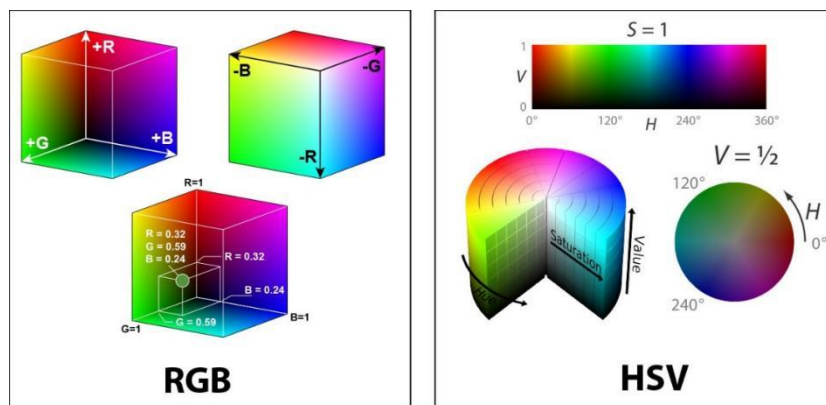 +R
+G
+B
-B
-G
-R
R=1
R = 0.32
G = 0.59
B = 0.24
R = 0.32
B = 0.24
G = 0.59
G=1
B=1
RGB
S = 1
1
V
0
0° 120° 240° 360°
H
V = ½
120°
H
0°
240°
Saturation
Value
Hue
HSV